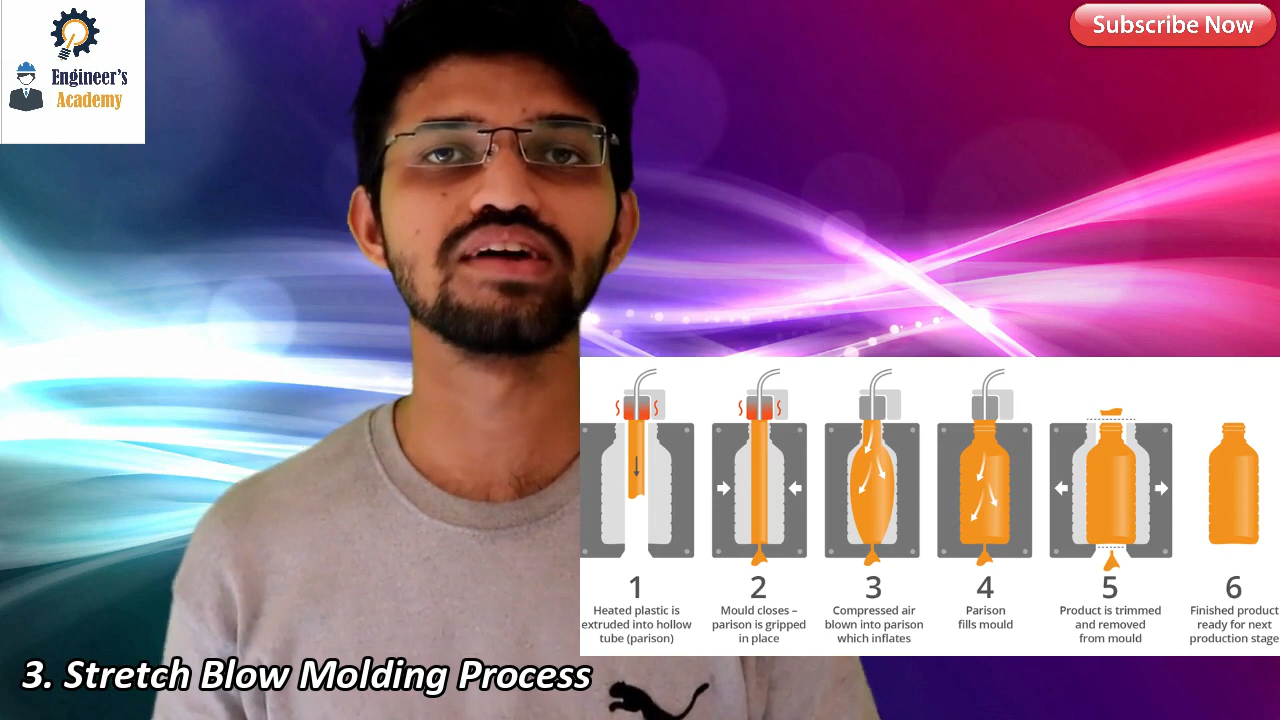 Engineer's
Academy
Subscribe Now
1
Heated plastic is
extruded into hollow
tube (parison)
2
Mould closes –
parison is gripped
in place
3
Compressed air
blown into parison
which inflates
4
Parison
fills mould
5
Product is trimmed
and removed
from mould
6
Finished product
ready for next
production stage
3. Stretch Blow Molding Process